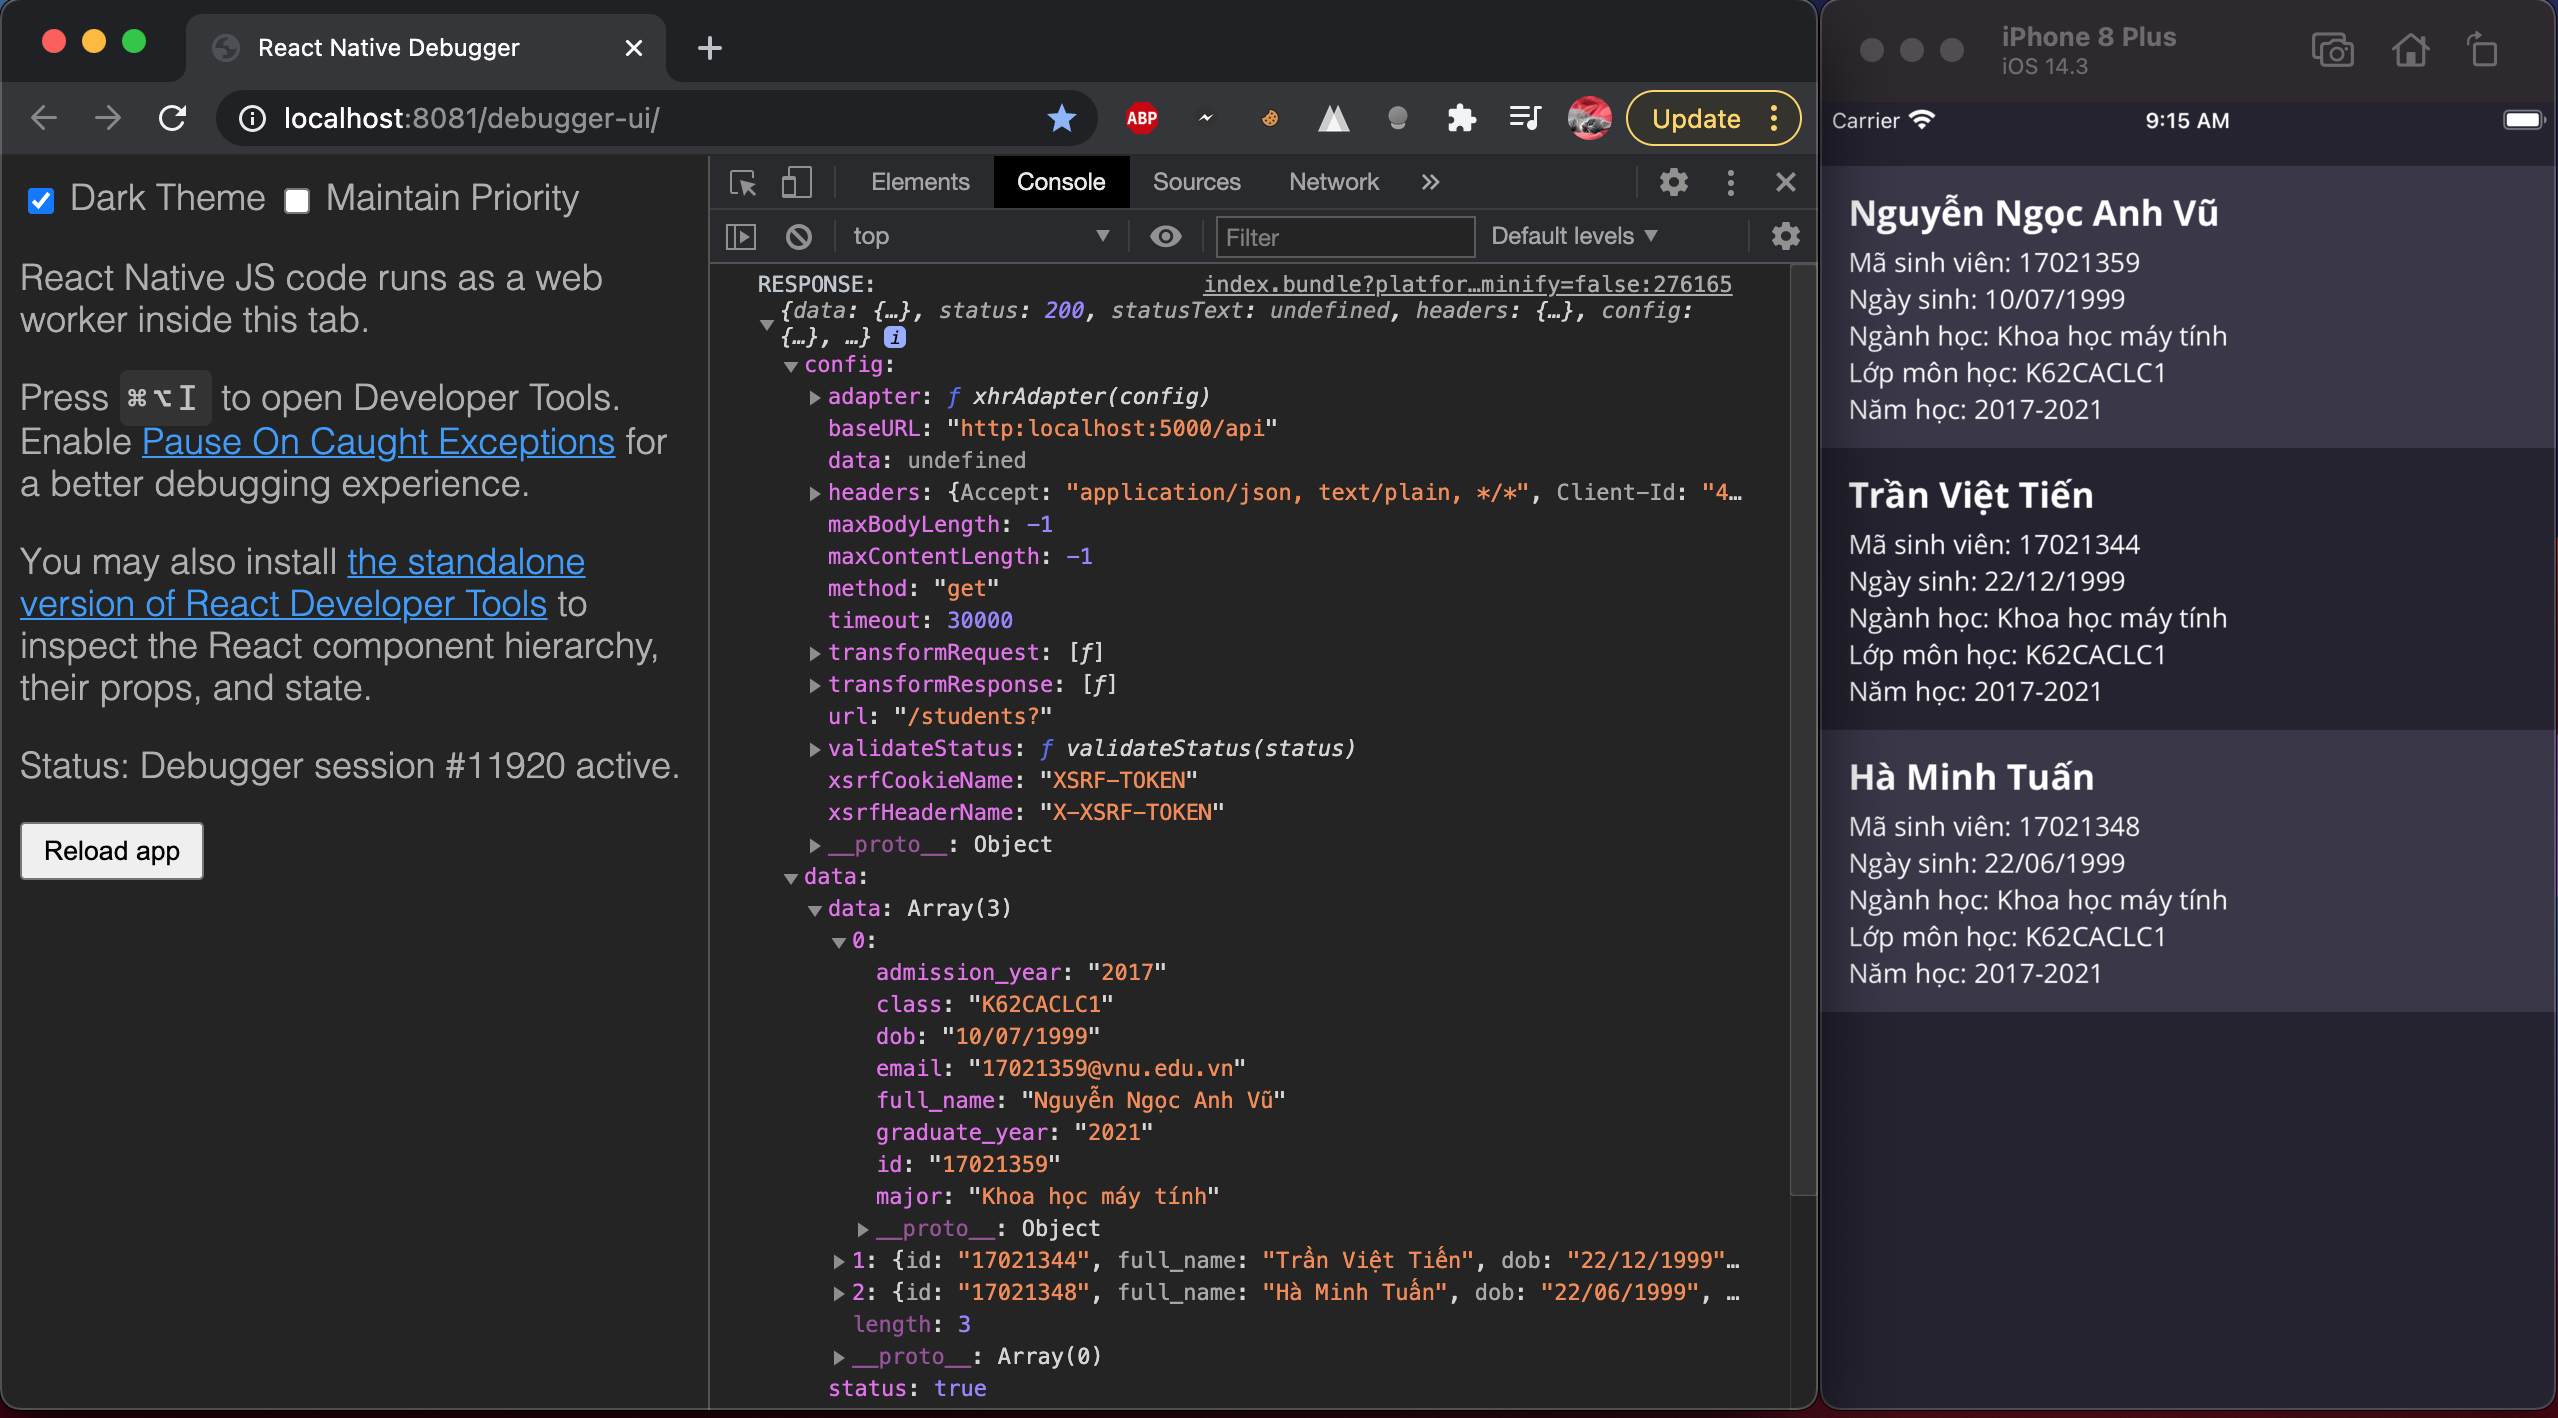 React Native Debugger
localhost:8081/debugger-ui/
ABP
Update
Dark Theme Maintain Priority
React Native JS code runs as a web
worker inside this tab.
Press ⌘⌥I to open Developer Tools.
Enable Pause On Caught Exceptions for
a better debugging experience.
You may also install the standalone
version of React Developer Tools to
inspect the React component hierarchy,
their props, and state.
Status: Debugger session #11920 active.
Reload app
Elements Console Sources Network »
top Filter Default levels
RESPONSE: index.bundle?platfor…minify=false:276165
{data: {…}, status: 200, statusText: undefined, headers: {…}, config:
{…}, …} i
config:
adapter: ƒ xhrAdapter(config)
baseURL: "http:localhost:5000/api"
data: undefined
headers: {Accept: "application/json, text/plain, */*", Client-Id: "4…
maxBodyLength: -1
maxContentLength: -1
method: "get"
timeout: 30000
transformRequest: [ƒ]
transformResponse: [ƒ]
url: "/students?"
validateStatus: ƒ validateStatus(status)
xsrfCookieName: "XSRF-TOKEN"
xsrfHeaderName: "X-XSRF-TOKEN"
__proto__: Object
data:
data: Array(3)
0:
admission_year: "2017"
class: "K62CACLC1"
dob: "10/07/1999"
email: "17021359@vnu.edu.vn"
full_name: "Nguyễn Ngọc Anh Vũ"
graduate_year: "2021"
id: "17021359"
major: "Khoa học máy tính"
__proto__: Object
1: {id: "17021344", full_name: "Trần Việt Tiến", dob: "22/12/1999"…
2: {id: "17021348", full_name: "Hà Minh Tuấn", dob: "22/06/1999", …
length: 3
__proto__: Array(0)
status: true
iPhone 8 Plus
iOS 14.3
Carrier 9:15 AM
Nguyễn Ngọc Anh Vũ
Mã sinh viên: 17021359
Ngày sinh: 10/07/1999
Ngành học: Khoa học máy tính
Lớp môn học: K62CACLC1
Năm học: 2017-2021
Trần Việt Tiến
Mã sinh viên: 17021344
Ngày sinh: 22/12/1999
Ngành học: Khoa học máy tính
Lớp môn học: K62CACLC1
Năm học: 2017-2021
Hà Minh Tuấn
Mã sinh viên: 17021348
Ngày sinh: 22/06/1999
Ngành học: Khoa học máy tính
Lớp môn học: K62CACLC1
Năm học: 2017-2021